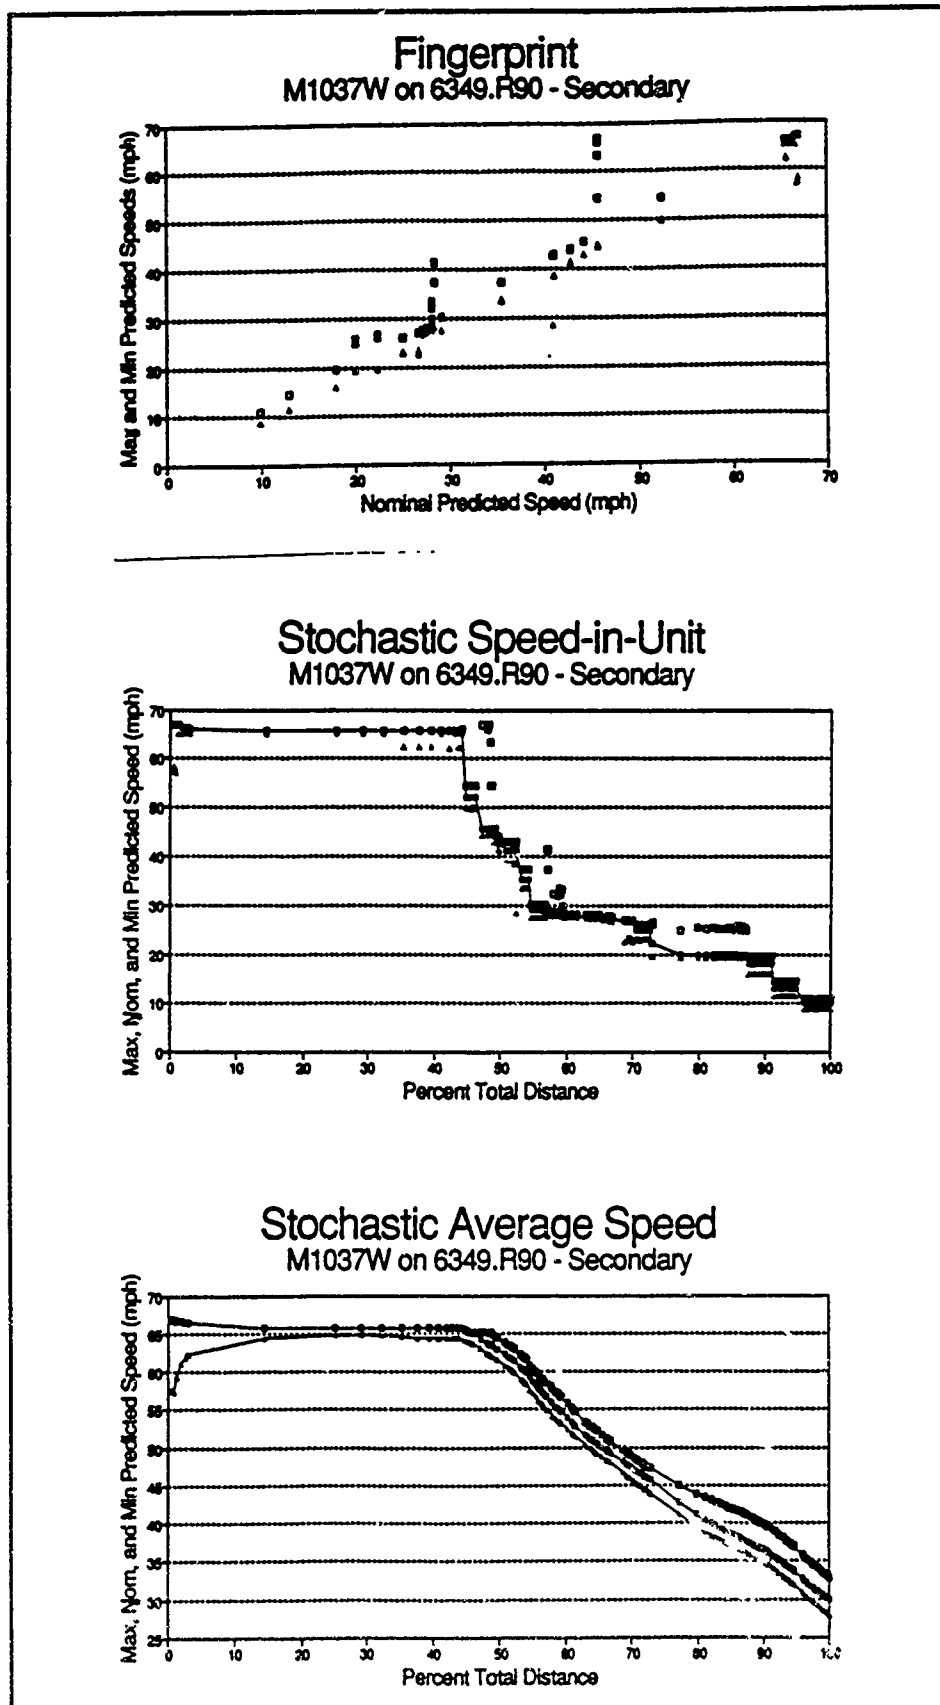 Fingerprint
M1037W on 6349.R90 - Secondary
Max and Min Predicted Speeds (mph)
70
60
50
40
30
20
10
0
0 10 20 30 40 50 60 70
Nominal Predicted Speed (mph)
Stochastic Speed-in-Unit
M1037W on 6349.R90 - Secondary
Max, Nom, and Min Predicted Speed (mph)
70
60
50
40
30
20
10
0
0 10 20 30 40 50 60 70 80 90 100
Percent Total Distance
Stochastic Average Speed
M1037W on 6349.R90 - Secondary
Max, Nom, and Min Predicted Speed (mph)
70
65
60
55
50
45
40
35
30
25
0 10 20 30 40 50 60 70 80 90 100
Percent Total Distance